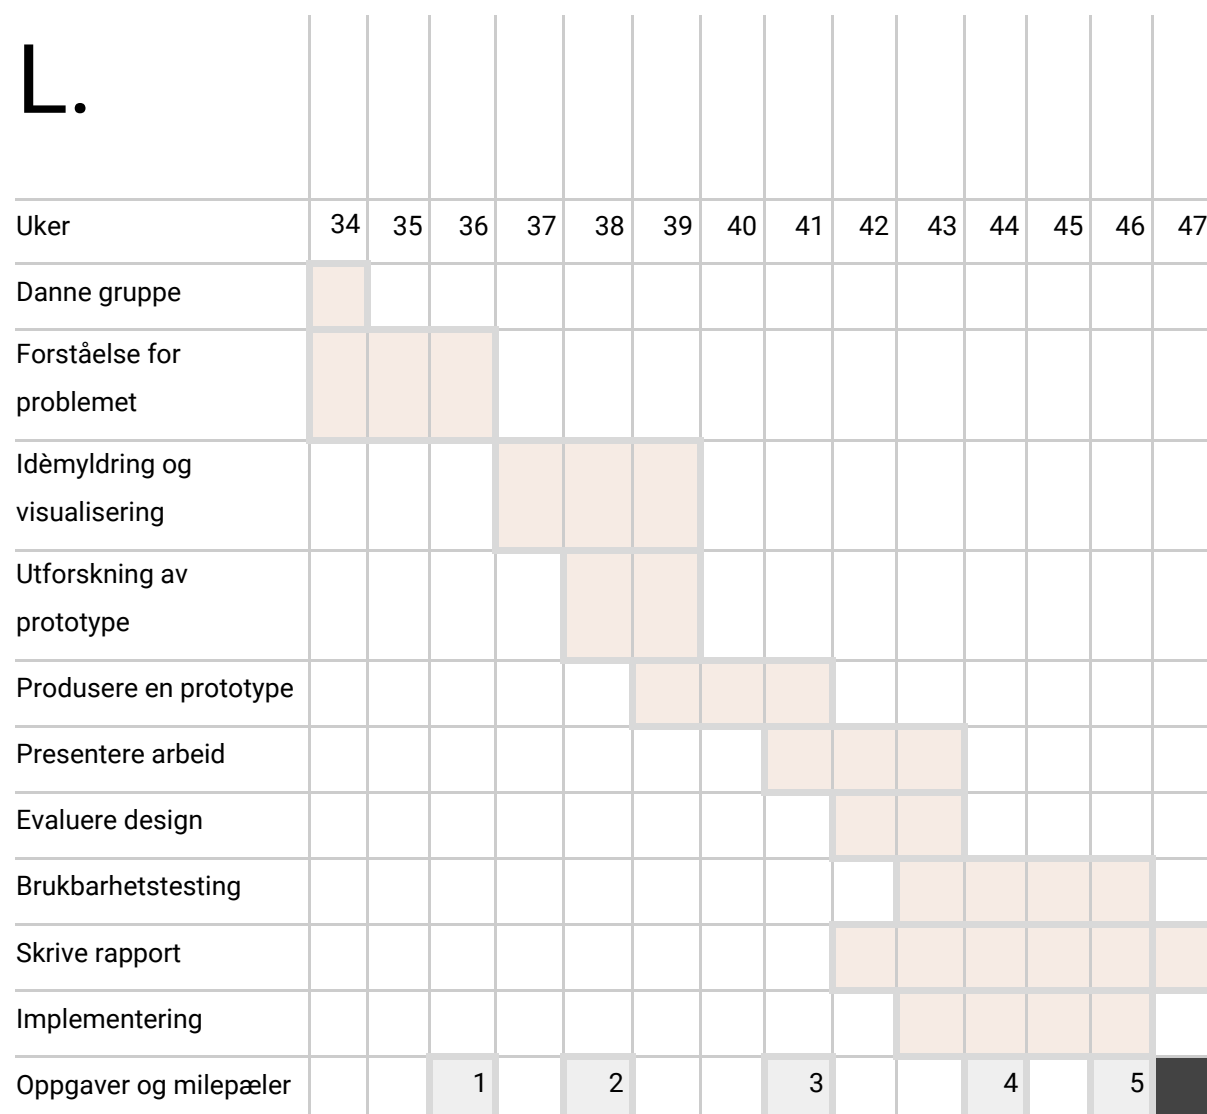 L.
Uker 34 35 36 37 38 39 40 41 42 43 44 45 46 47
Danne gruppe
Forståelse for
problemet
Idèmyldring og
visualisering
Utforskning av
prototype
Produsere en prototype
Presentere arbeid
Evaluere design
Brukbarhetstesting
Skrive rapport
Implementering
Oppgaver og milepæler 1 2 3 4 5